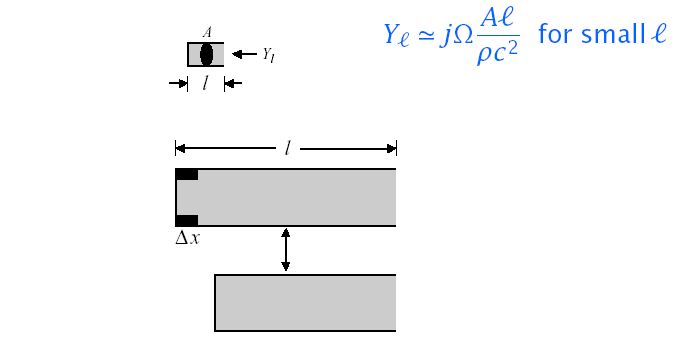 A
Y_l
l
Y_ℓ ≃ jΩ Aℓ/ρc² for small ℓ
l
Δx